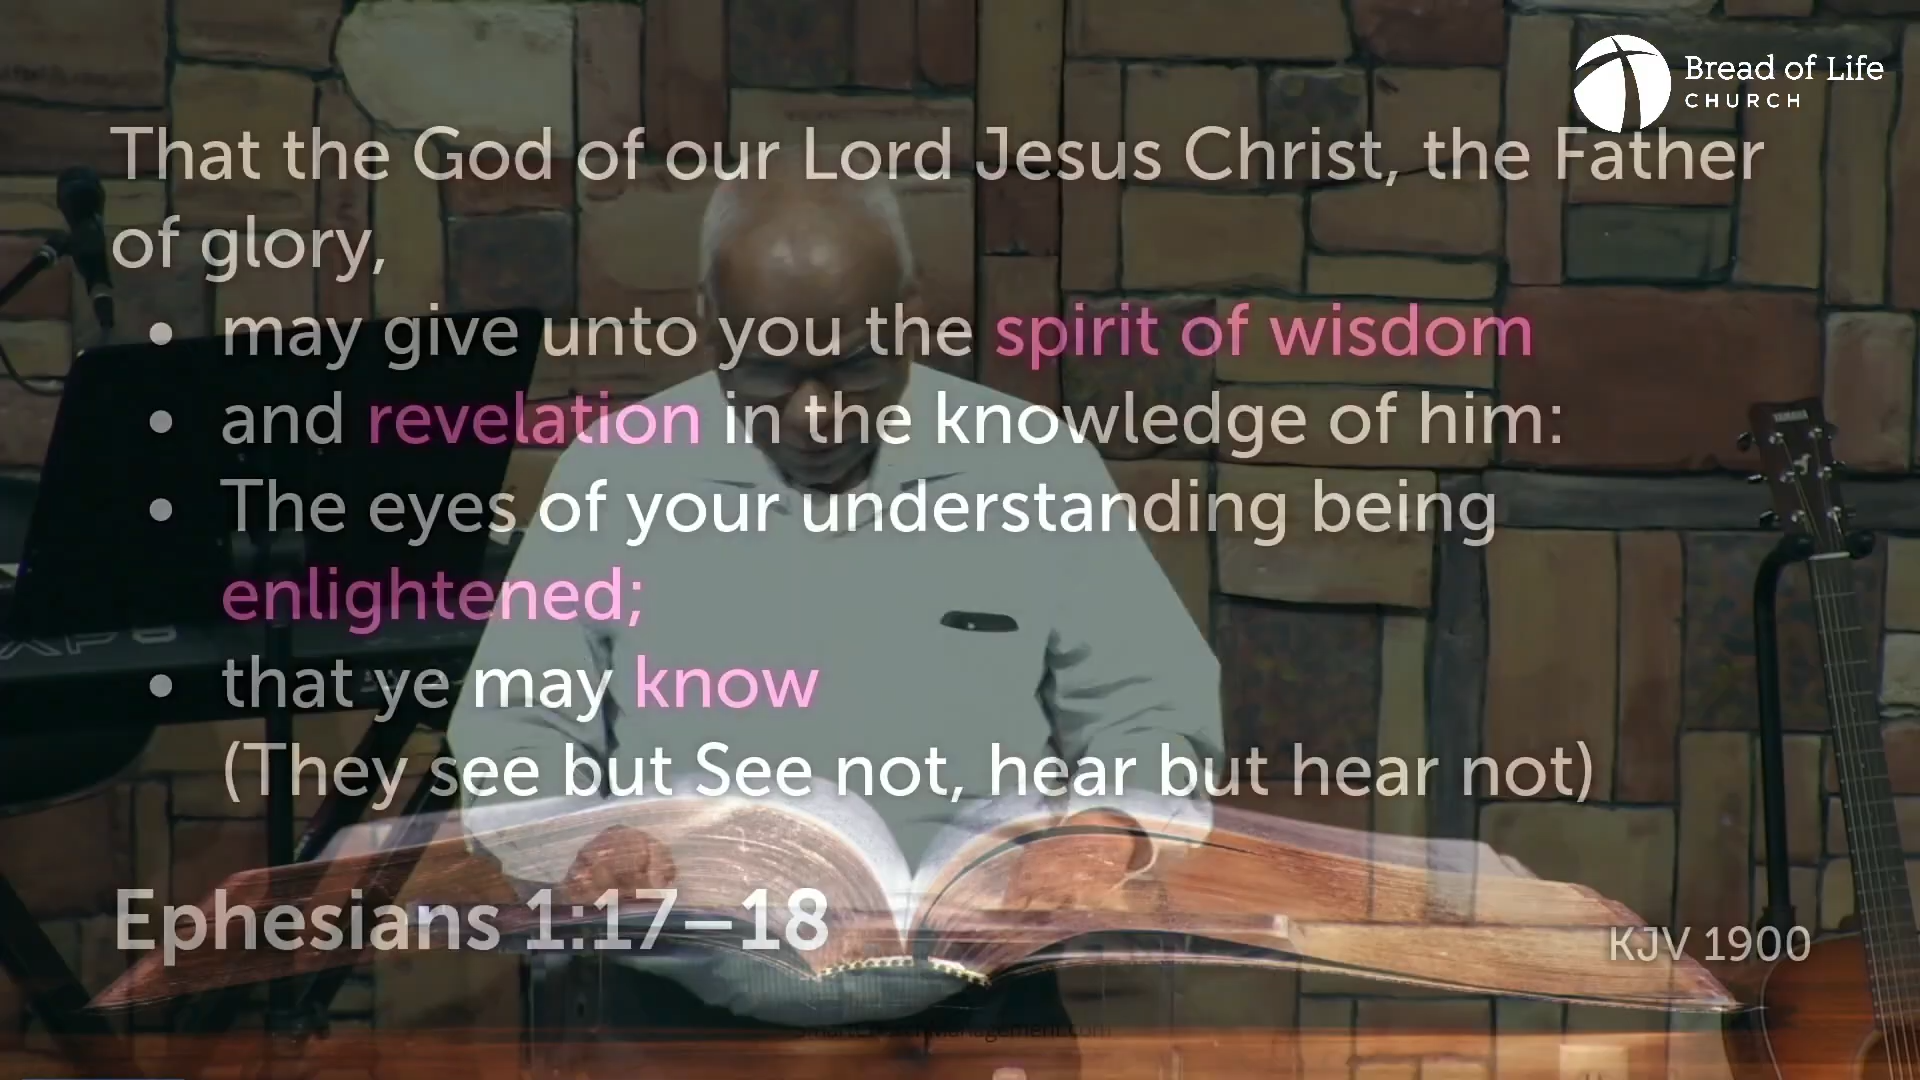 Bread of Life
CHURCH
That the God of our Lord Jesus Christ, the Father
of glory,
• may give unto you the spirit of wisdom
• and revelation in the knowledge of him:
• The eyes of your understanding being
enlightened;
• that ye may know
(They see but See not, hear but hear not)
Ephesians 1:17–18
KJV 1900
YAMAHA